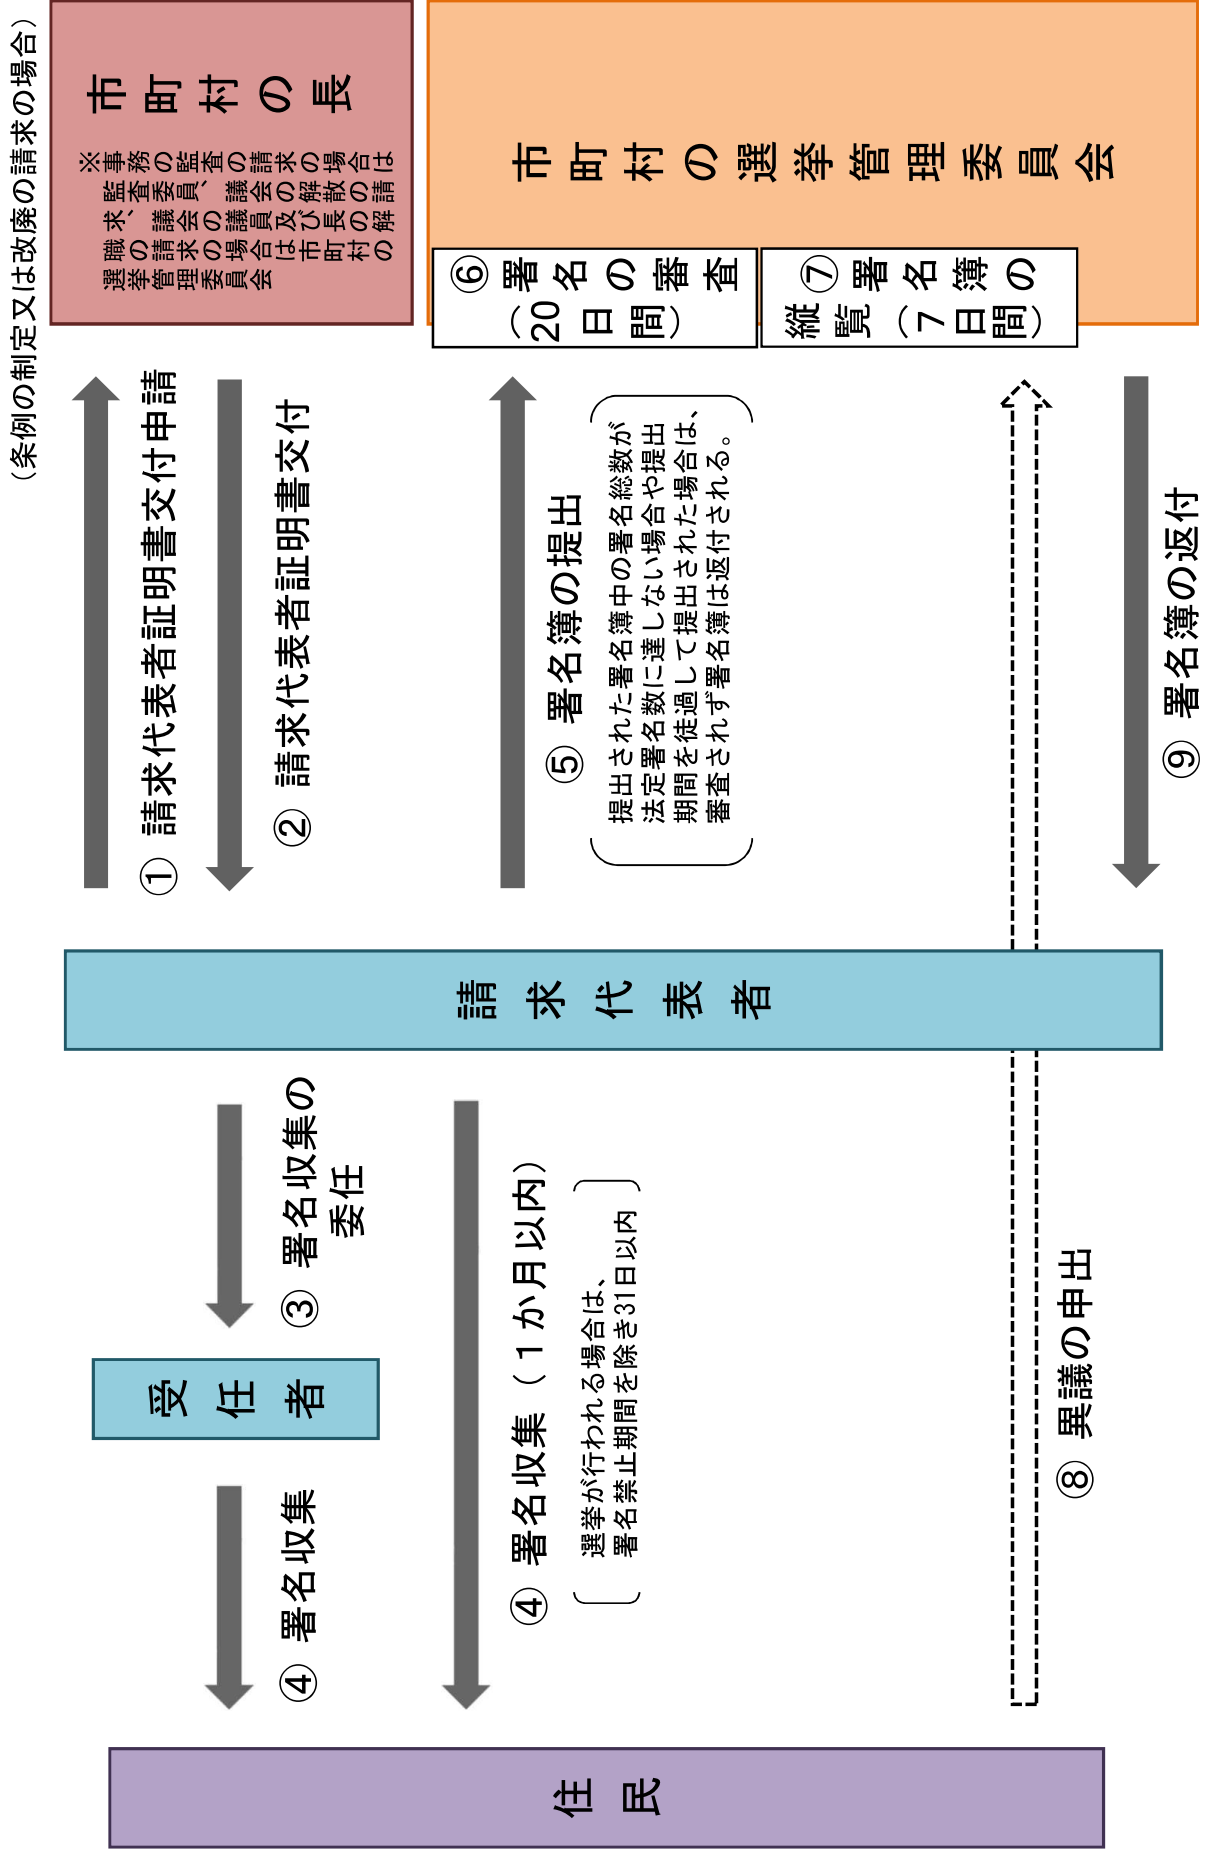 （条例の制定又は改廃の請求の場合）
市町村の長
※事務の監査の請求の場合は
監査委員、議会の解散の請
求、議会の議員及び長の解
職の請求の場合は市町村の
選挙管理委員会
① 請求代表者証明書交付申請
② 請求代表者証明書交付
③ 署名収集の
委任
受任者
④ 署名収集
住民
請求代表者
④ 署名収集（１か月以内）
選挙が行われる場合は、
署名禁止期間を除き31日以内
市町村の選挙管理委員会
⑤ 署名簿の提出
提出された署名簿中の署名総数が
法定署名数に達しない場合や提出
期間を徒過して提出された場合は、
審査されず署名簿は返付される。
⑥署名の審査
（20日間）
⑦署名簿の
縦覧（７日間）
⑧ 異議の申出
⑨ 署名簿の返付